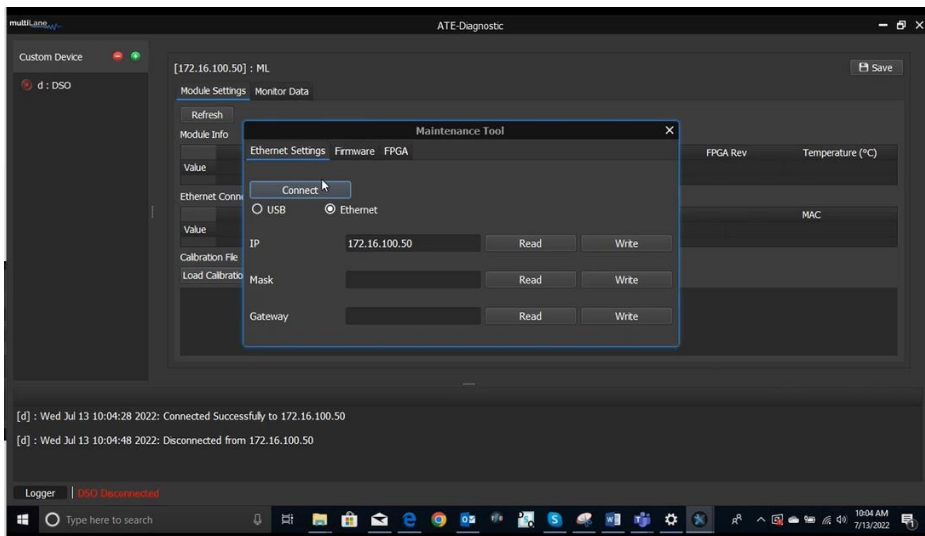 multiLane
ATE-Diagnostic
Custom Device
d : DSO
[172.16.100.50] : ML
Save
Module Settings Monitor Data
Refresh
Module Info
FPGA Rev Temperature (°C)
Value
Ethernet Conn
MAC
Value
Calibration File
Load Calibratio
Maintenance Tool
Ethernet Settings Firmware FPGA
Connect
USB Ethernet
IP 172.16.100.50 Read Write
Mask Read Write
Gateway Read Write
[d] : Wed Jul 13 10:04:28 2022: Connected Successfully to 172.16.100.50
[d] : Wed Jul 13 10:04:48 2022: Disconnected from 172.16.100.50
Logger DSO Disconnected
Type here to search
10:04 AM
7/13/2022